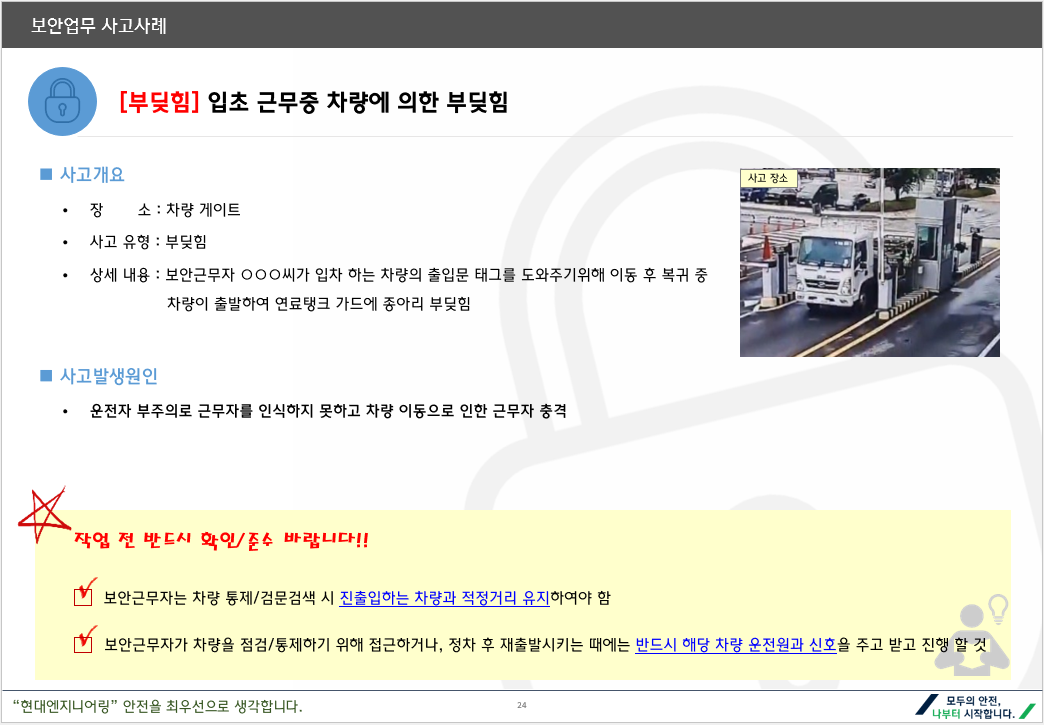 보안업무 사고사례
[부딪힘] 입초 근무중 차량에 의한 부딪힘
■ 사고개요
• 장 소 : 차량 게이트
• 사고 유형 : 부딪힘
• 상세 내용 : 보안근무자 ○○○씨가 입차 하는 차량의 출입문 태그를 도와주기위해 이동 후 복귀 중
차량이 출발하여 연료탱크 가드에 종아리 부딪힘
사고 장소
■ 사고발생원인
• 운전자 부주의로 근무자를 인식하지 못하고 차량 이동으로 인한 근무자 충격
작업 전 반드시 확인/준수 바랍니다!!
보안근무자는 차량 통제/검문검색 시 진출입하는 차량과 적정거리 유지하여야 함
보안근무자가 차량을 점검/통제하기 위해 접근하거나, 정차 후 재출발시키는 때에는 반드시 해당 차량 운전원과 신호을 주고 받고 진행 할 것
“현대엔지니어링” 안전을 최우선으로 생각합니다.
24
모두의 안전,
나부터 시작합니다.